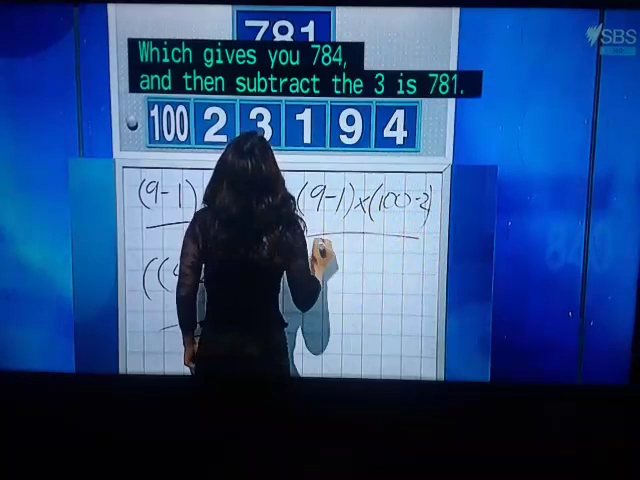 781
SBS
Which gives you 784,
and then subtract the 3 is 781.
100 2 3 1 9 4
(9-1) (9-1)x(100-2)
((